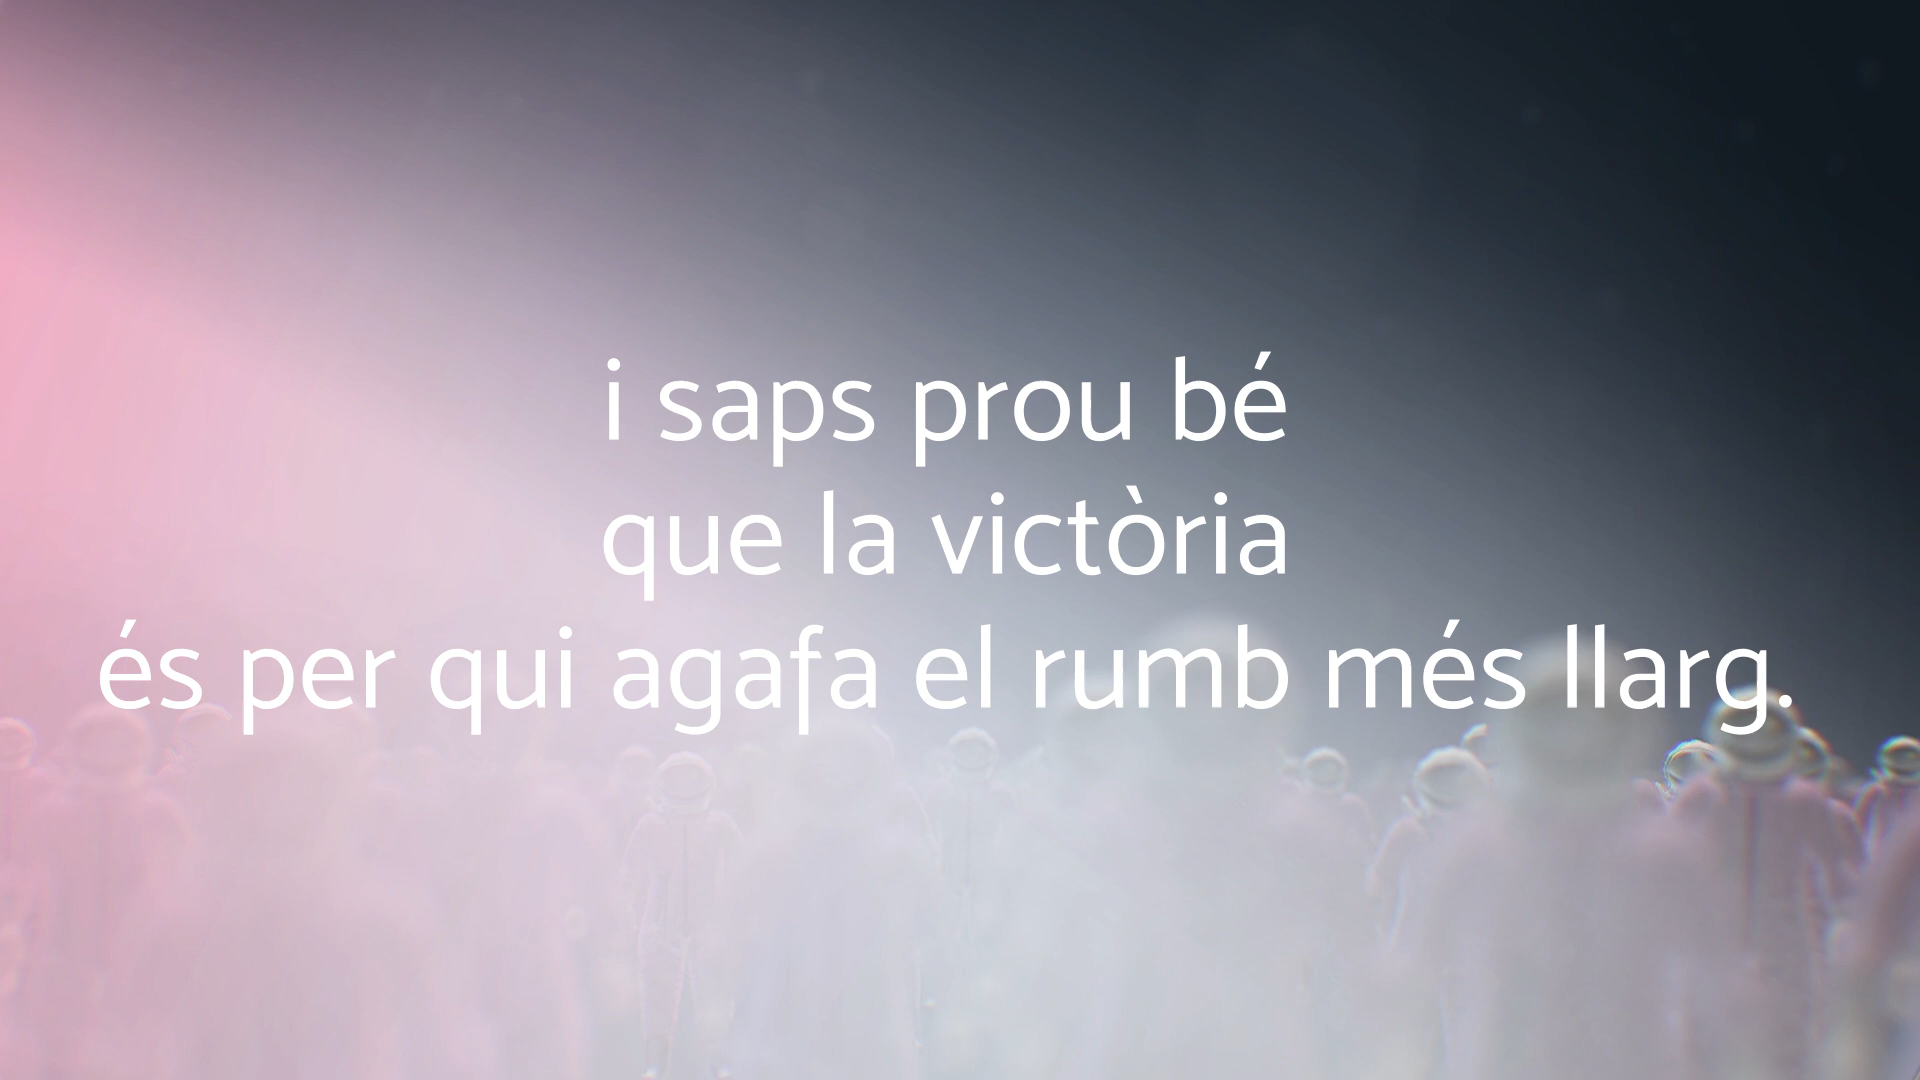 i saps prou bé
que la victòria
és per qui agafa el rumb més llarg.